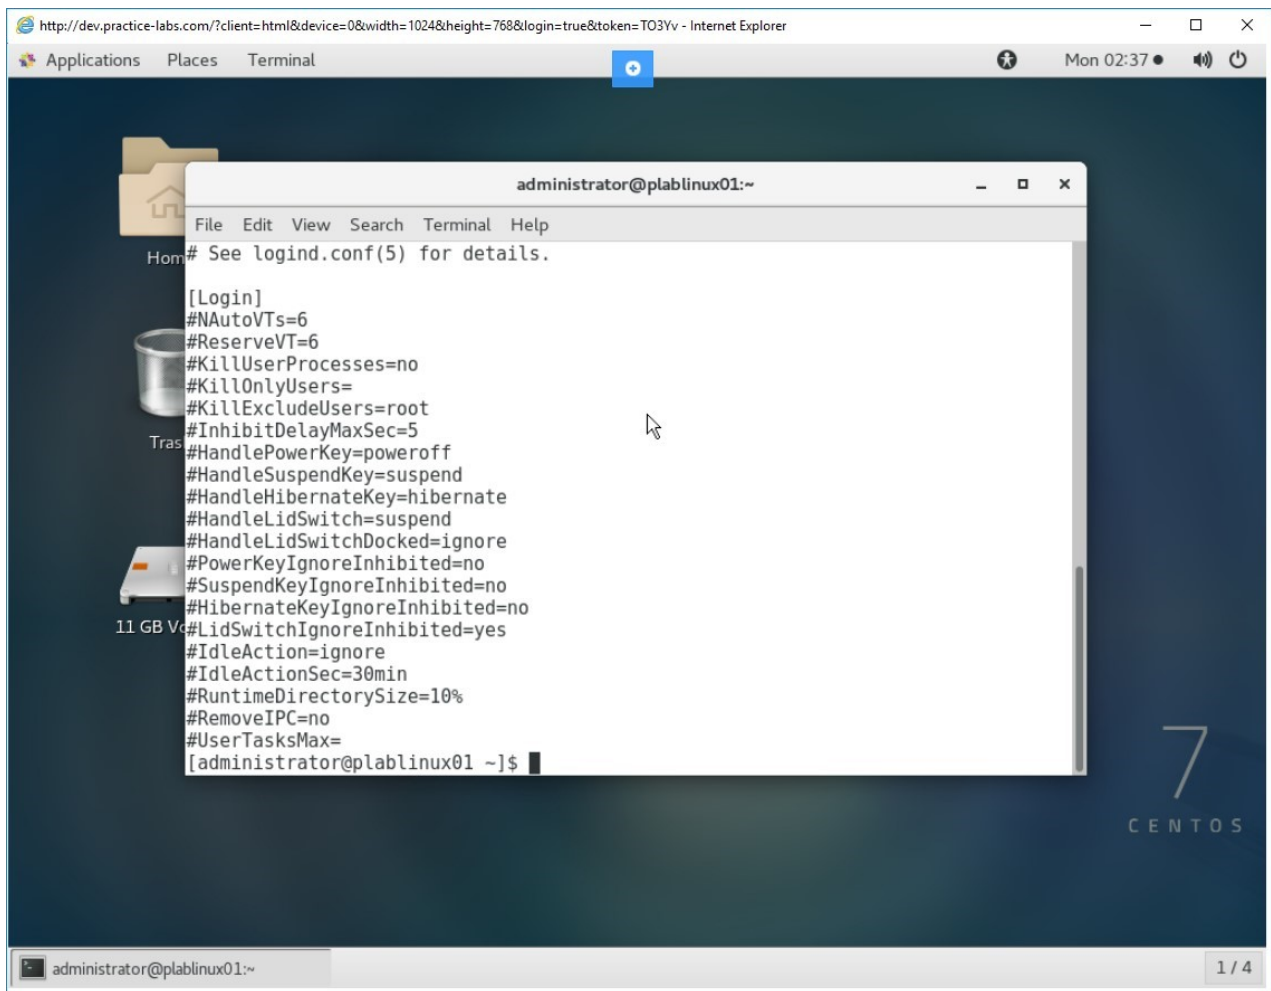 http://dev.practice-labs.com/?client=html&device=0&width=1024&height=768&login=true&token=TO3Yv - Internet Explorer
Applications Places Terminal Mon 02:37
administrator@plablinux01:~
File Edit View Search Terminal Help
Hom
Tras
11 GB Vo
# See logind.conf(5) for details.
[Login]
#NAutoVTs=6
#ReserveVT=6
#KillUserProcesses=no
#KillOnlyUsers=
#KillExcludeUsers=root
#InhibitDelayMaxSec=5
#HandlePowerKey=poweroff
#HandleSuspendKey=suspend
#HandleHibernateKey=hibernate
#HandleLidSwitch=suspend
#HandleLidSwitchDocked=ignore
#PowerKeyIgnoreInhibited=no
#SuspendKeyIgnoreInhibited=no
#HibernateKeyIgnoreInhibited=no
#LidSwitchIgnoreInhibited=yes
#IdleAction=ignore
#IdleActionSec=30min
#RuntimeDirectorySize=10%
#RemoveIPC=no
#UserTasksMax=
[administrator@plablinux01 ~]$
7
CENTOS
administrator@plablinux01:~
1 / 4